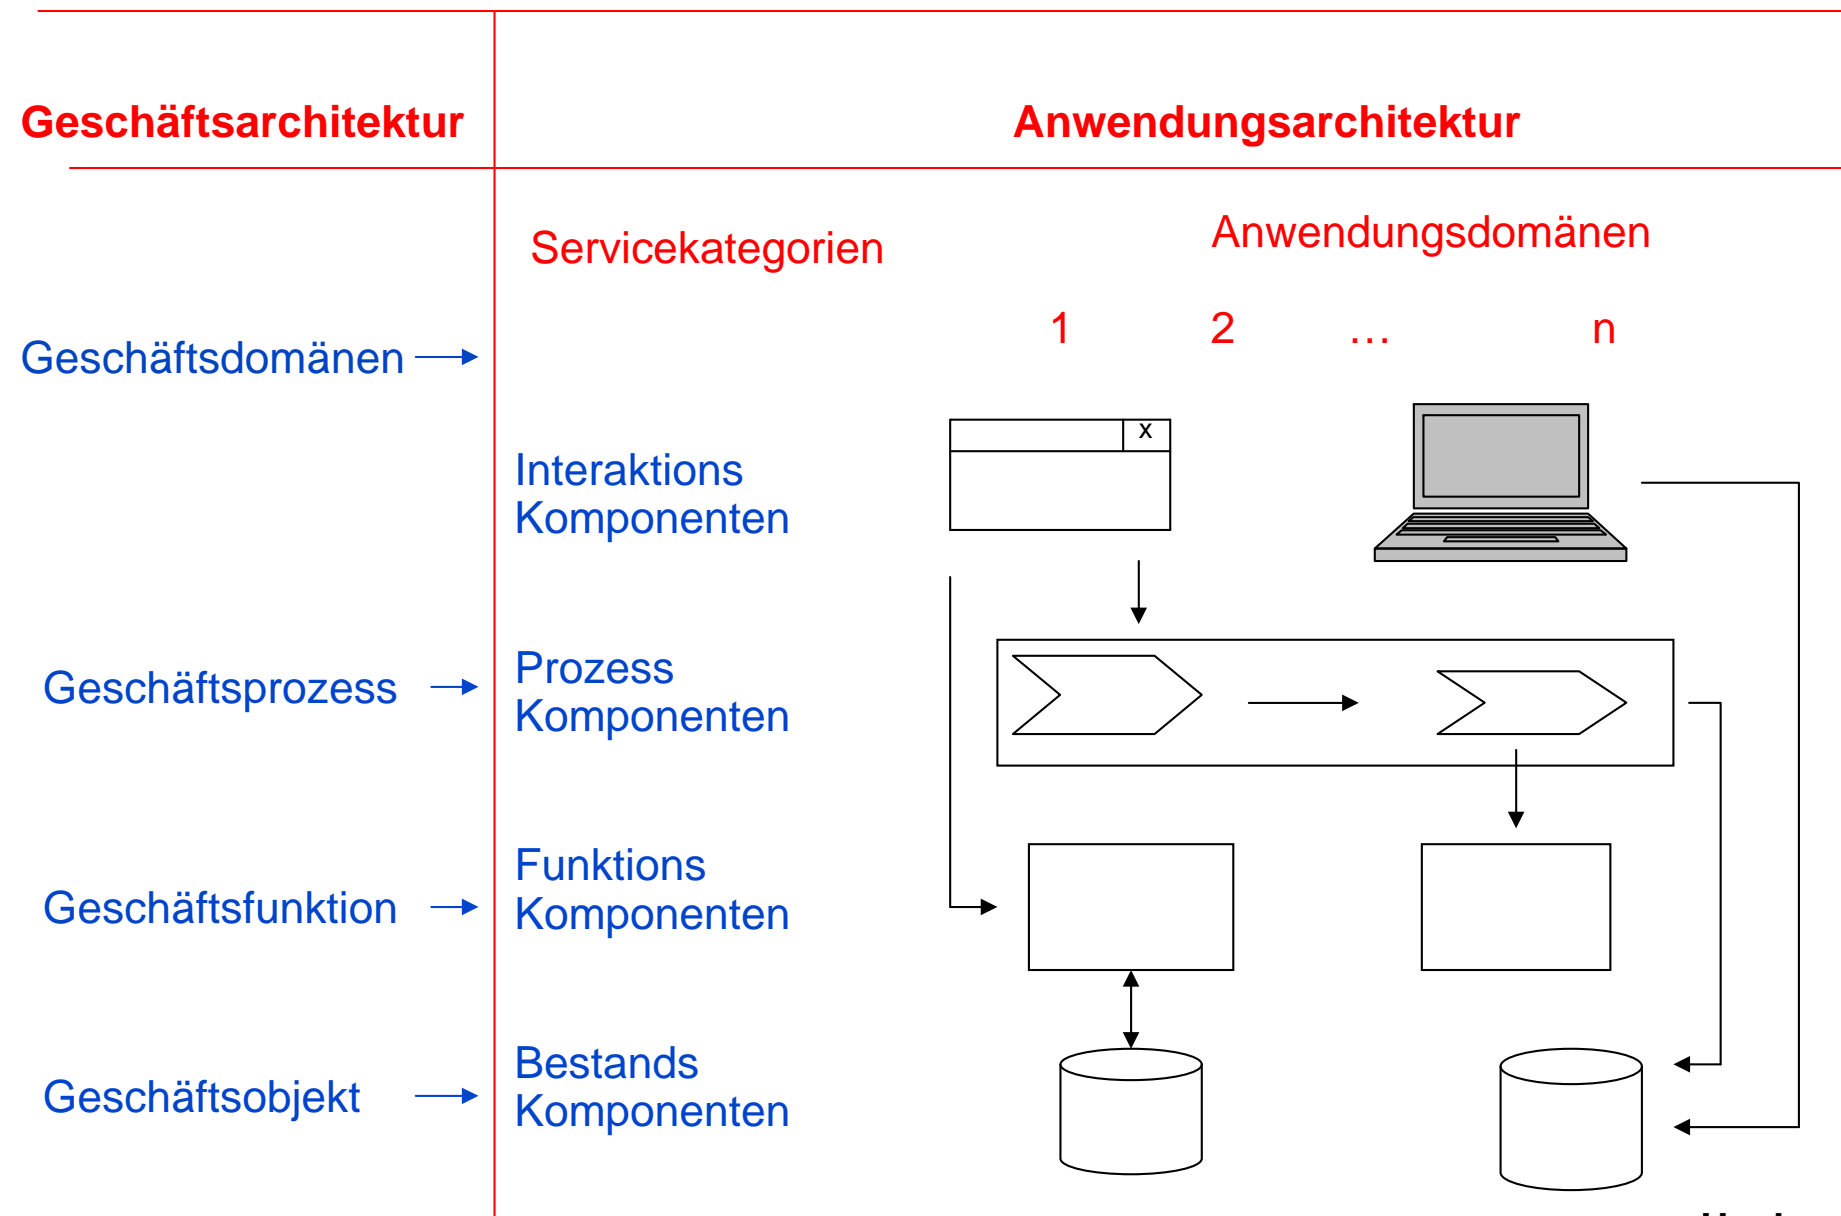 Geschäftsarchitektur
Anwendungsarchitektur
Servicekategorien
Anwendungsdomänen
1 2 … n
Geschäftsdomänen
x
Interaktions
Komponenten
Geschäftsprozess
Prozess
Komponenten
Geschäftsfunktion
Funktions
Komponenten
Geschäftsobjekt
Bestands
Komponenten